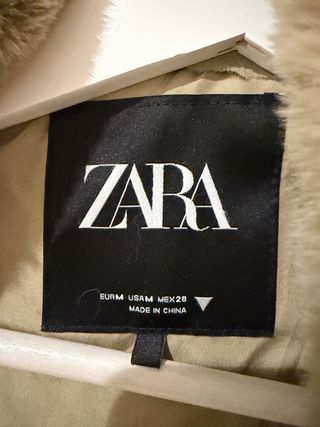 ZARA
EUR M USA M MEX 28
MADE IN CHINA